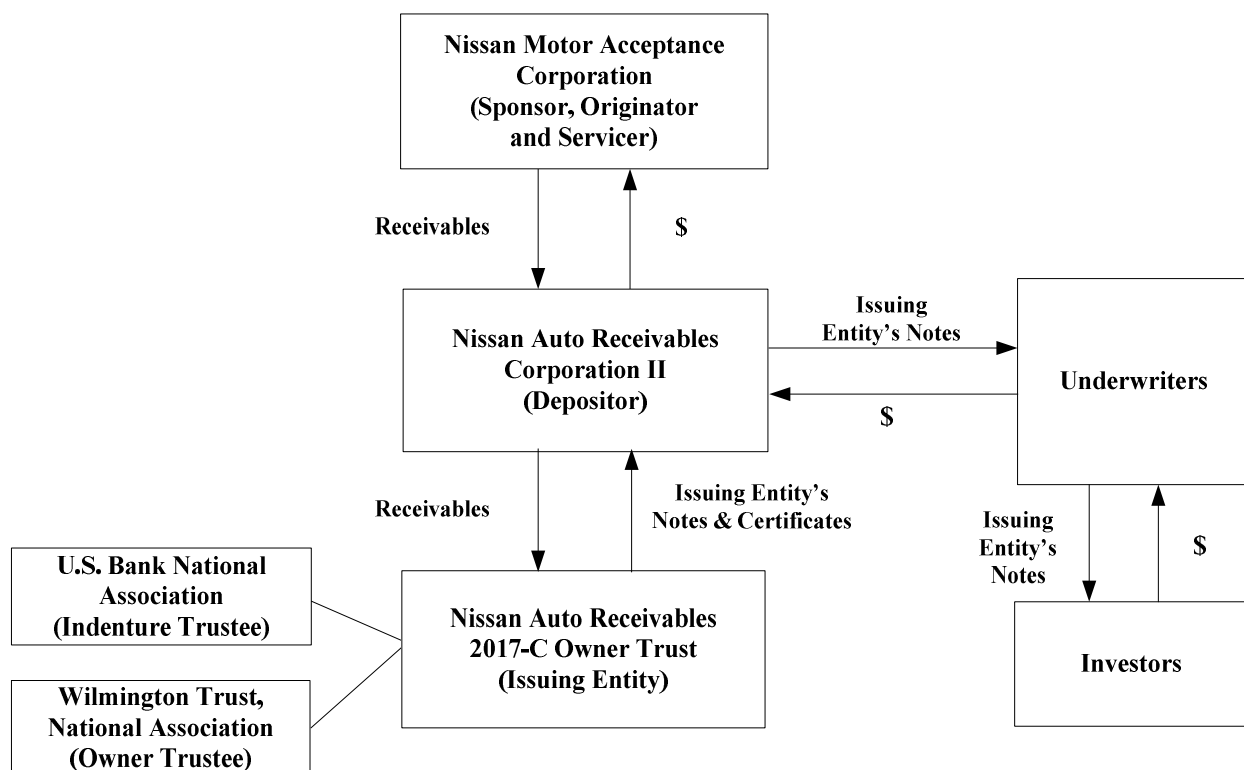 Nissan Motor Acceptance
Corporation
(Sponsor, Originator
and Servicer)
Receivables
$
Nissan Auto Receivables
Corporation II
(Depositor)
Issuing
Entity’s Notes
$
Underwriters
Receivables
Issuing Entity’s
Notes & Certificates
Issuing
Entity’s
Notes
$
U.S. Bank National
Association
(Indenture Trustee)
Nissan Auto Receivables
2017-C Owner Trust
(Issuing Entity)
Investors
Wilmington Trust,
National Association
(Owner Trustee)